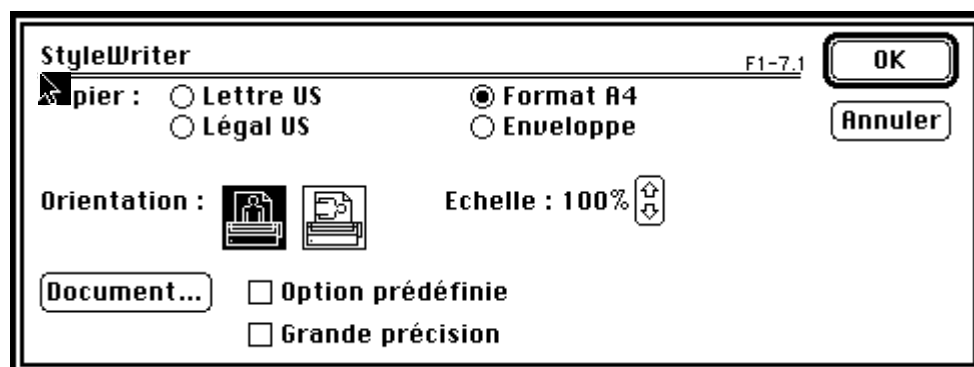 StyleWriter F1-7.1 OK
pier : Lettre US Format A4
Légal US Enveloppe Annuler
Orientation : Echelle : 100%
Document... Option prédéfinie
Grande précision